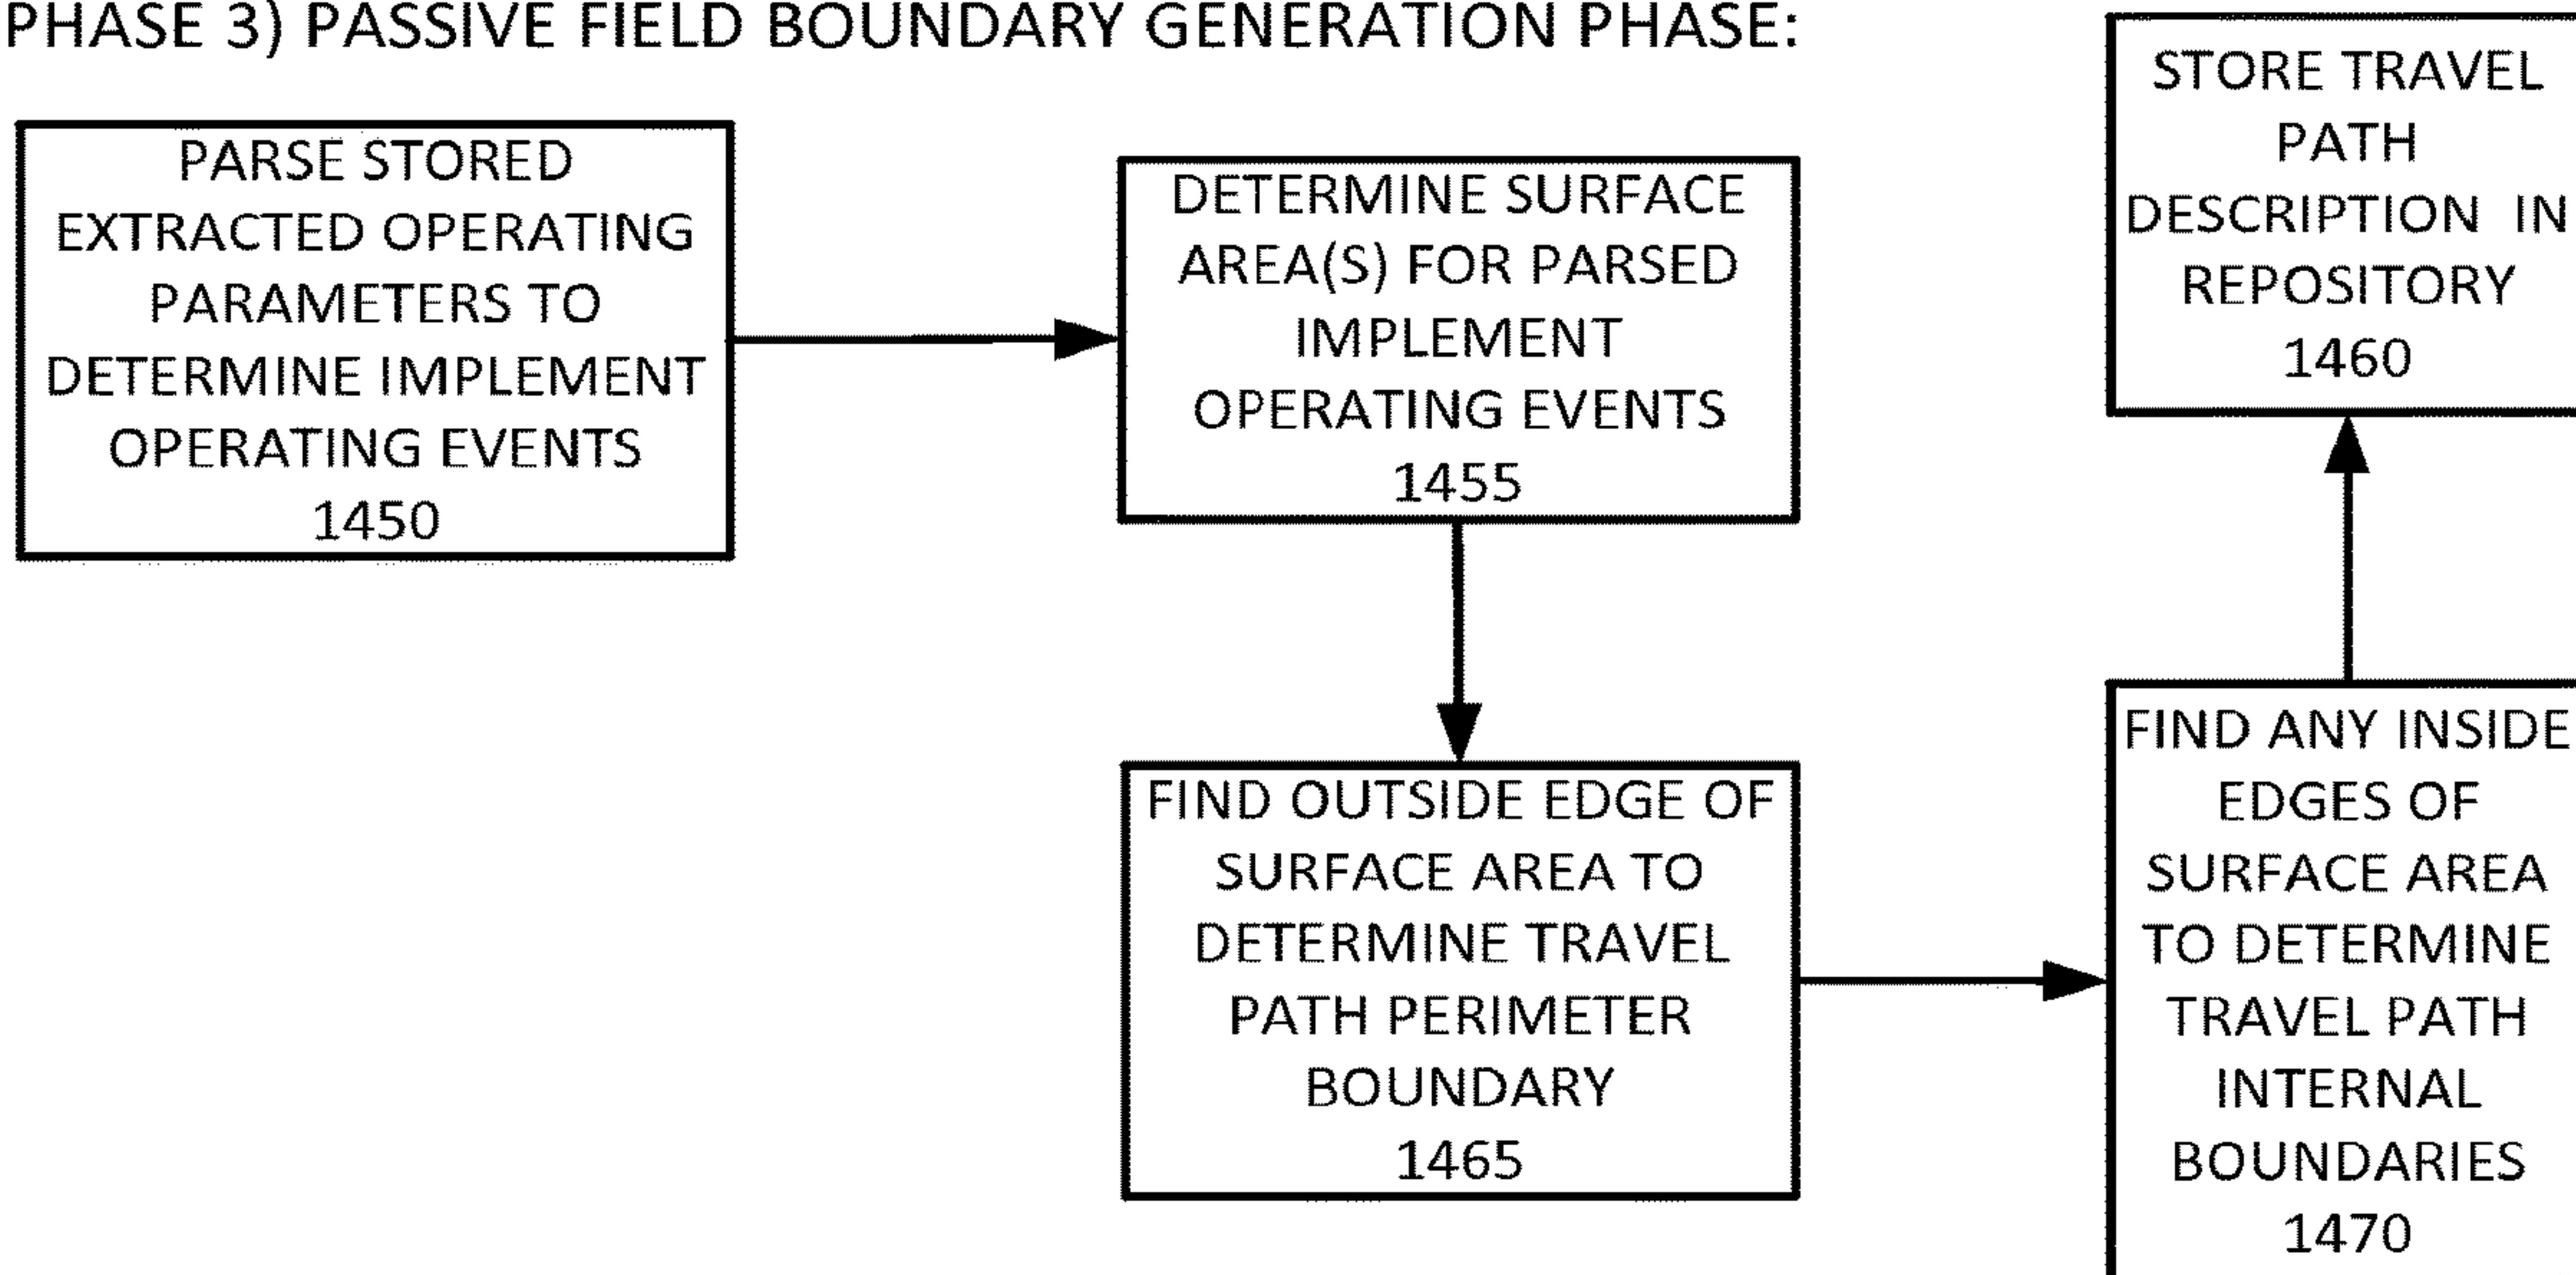 PHASE 3) PASSIVE FIELD BOUNDARY GENERATION PHASE:
PARSE STORED
EXTRACTED OPERATING
PARAMETERS TO
DETERMINE IMPLEMENT
OPERATING EVENTS
1450
DETERMINE SURFACE
AREA(S) FOR PARSED
IMPLEMENT
OPERATING EVENTS
1455
FIND OUTSIDE EDGE OF
SURFACE AREA TO
DETERMINE TRAVEL
PATH PERIMETER
BOUNDARY
1465
FIND ANY INSIDE
EDGES OF
SURFACE AREA
TO DETERMINE
TRAVEL PATH
INTERNAL
BOUNDARIES
1470
STORE TRAVEL
PATH
DESCRIPTION IN
REPOSITORY
1460